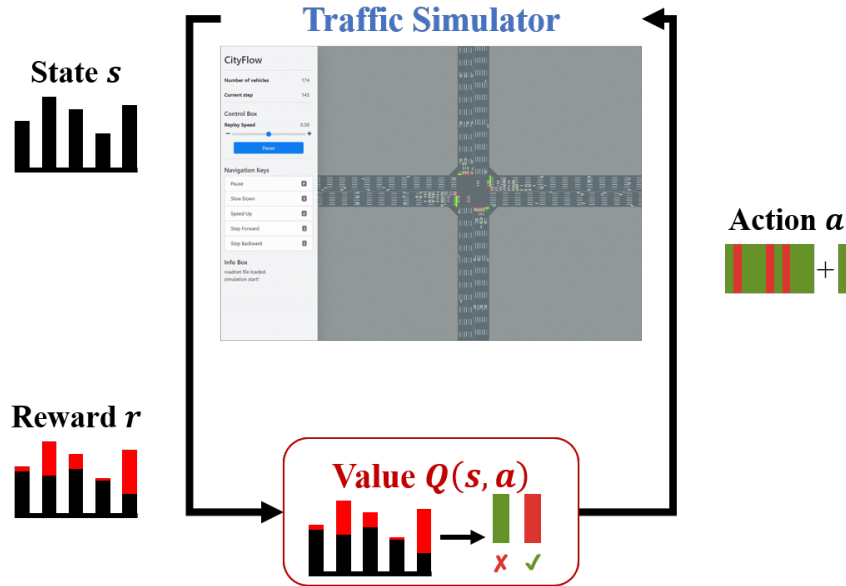 Traffic Simulator
State s
CityFlow
Number of vehicles 174
Current step 145
Control Box
Replay Speed 0.50
− +
Pause
Navigation Keys
Pause
Slow Down
Speed Up
Step Forward
Step Backward
Info Box
roadnet file loaded.
simulation start!
Action a
+
Reward r
Value Q(s, a)
✗ ✓